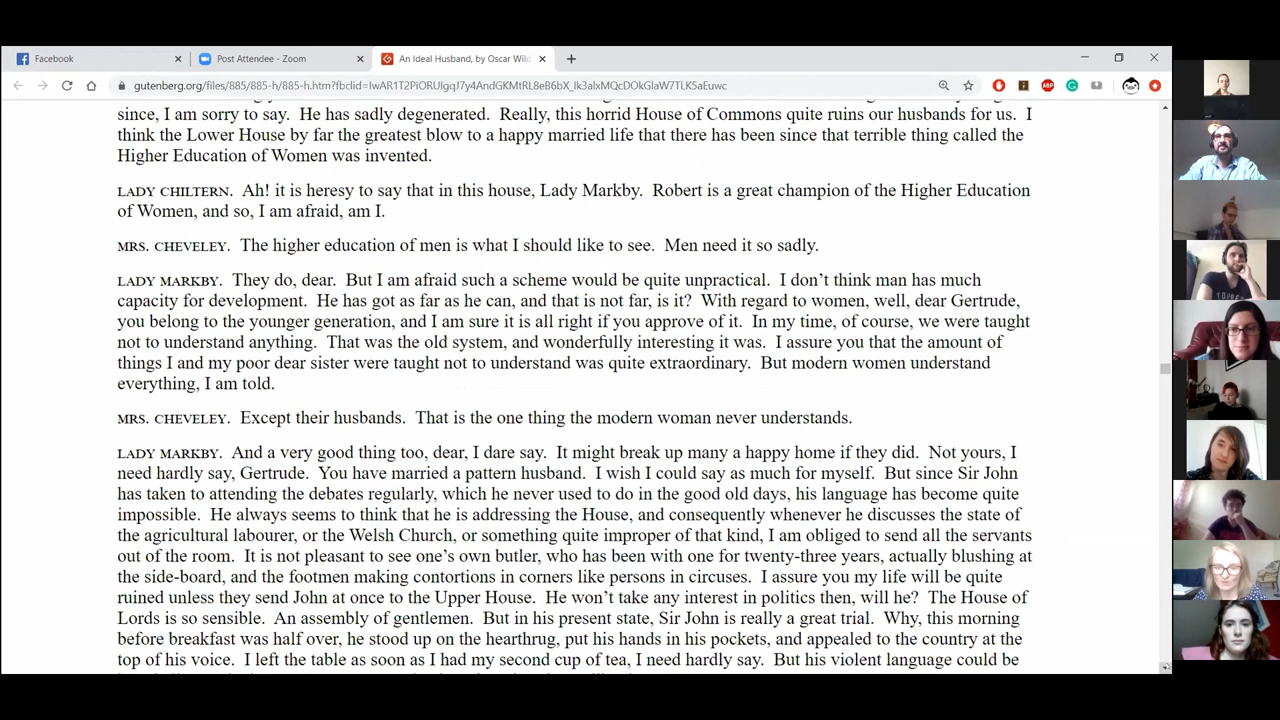 Facebook
Post Attendee - Zoom
An Ideal Husband, by Oscar Wild
gutenberg.org/files/885/885-h/885-h.htm?fbclid=IwAR1T2PiORUJgqJ7y4AndGKMtRL8eB6bX_Ik3alxMQcDOkGlaW7TLK5aEuwc
since, I am sorry to say. He has sadly degenerated. Really, this horrid House of Commons quite ruins our husbands for us. I
think the Lower House by far the greatest blow to a happy married life that there has been since that terrible thing called the
Higher Education of Women was invented.
LADY CHILTERN. Ah! it is heresy to say that in this house, Lady Markby. Robert is a great champion of the Higher Education
of Women, and so, I am afraid, am I.
MRS. CHEVELEY. The higher education of men is what I should like to see. Men need it so sadly.
LADY MARKBY. They do, dear. But I am afraid such a scheme would be quite unpractical. I don’t think man has much
capacity for development. He has got as far as he can, and that is not far, is it? With regard to women, well, dear Gertrude,
you belong to the younger generation, and I am sure it is all right if you approve of it. In my time, of course, we were taught
not to understand anything. That was the old system, and wonderfully interesting it was. I assure you that the amount of
things I and my poor dear sister were taught not to understand was quite extraordinary. But modern women understand
everything, I am told.
MRS. CHEVELEY. Except their husbands. That is the one thing the modern woman never understands.
LADY MARKBY. And a very good thing too, dear, I dare say. It might break up many a happy home if they did. Not yours, I
need hardly say, Gertrude. You have married a pattern husband. I wish I could say as much for myself. But since Sir John
has taken to attending the debates regularly, which he never used to do in the good old days, his language has become quite
impossible. He always seems to think that he is addressing the House, and consequently whenever he discusses the state of
the agricultural labourer, or the Welsh Church, or something quite improper of that kind, I am obliged to send all the servants
out of the room. It is not pleasant to see one’s own butler, who has been with one for twenty-three years, actually blushing at
the side-board, and the footmen making contortions in corners like persons in circuses. I assure you my life will be quite
ruined unless they send John at once to the Upper House. He won’t take any interest in politics then, will he? The House of
Lords is so sensible. An assembly of gentlemen. But in his present state, Sir John is really a great trial. Why, this morning
before breakfast was half over, he stood up on the hearthrug, put his hands in his pockets, and appealed to the country at the
top of his voice. I left the table as soon as I had my second cup of tea, I need hardly say. But his violent language could be